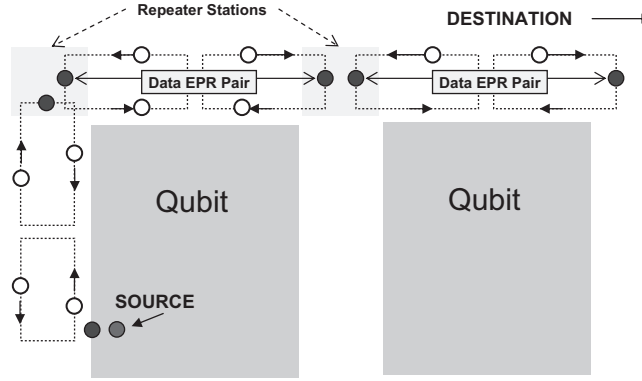 Repeater Stations
DESTINATION
Data EPR Pair
Data EPR Pair
Qubit
Qubit
SOURCE